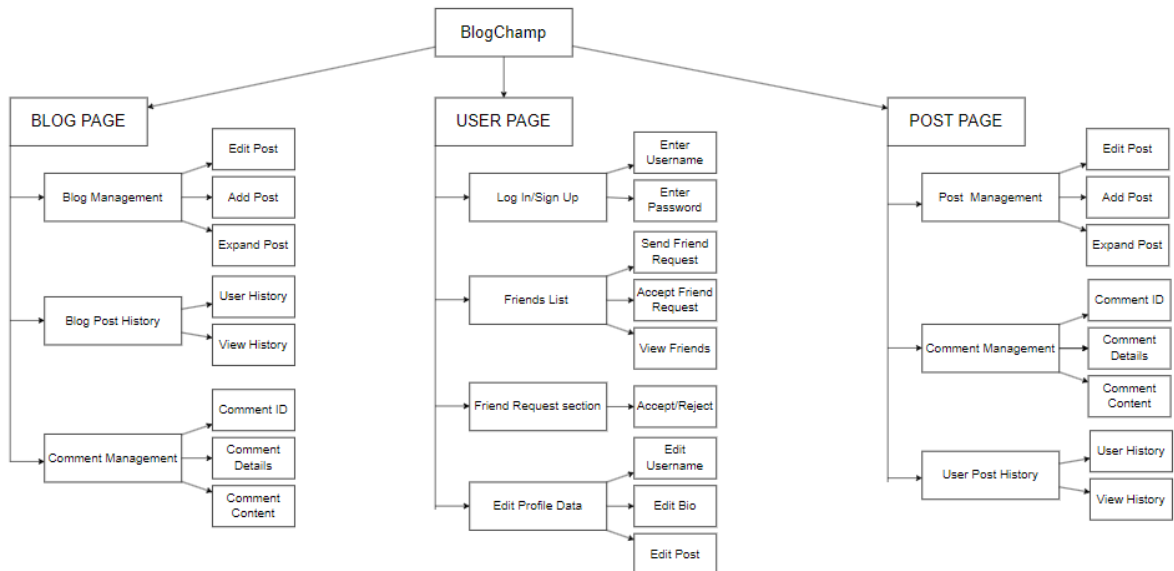 BlogChamp
BLOG PAGE
Blog Management
Edit Post
Add Post
Expand Post
Blog Post History
User History
View History
Comment Management
Comment ID
Comment
Details
Comment
Content
USER PAGE
Log In/Sign Up
Enter
Username
Enter
Password
Friends List
Send Friend
Request
Accept Friend
Request
View Friends
Friend Request section
Accept/Reject
Edit Profile Data
Edit
Username
Edit Bio
Edit Post
POST PAGE
Post Management
Edit Post
Add Post
Expand Post
Comment Management
Comment ID
Comment
Details
Comment
Content
User Post History
User History
View History